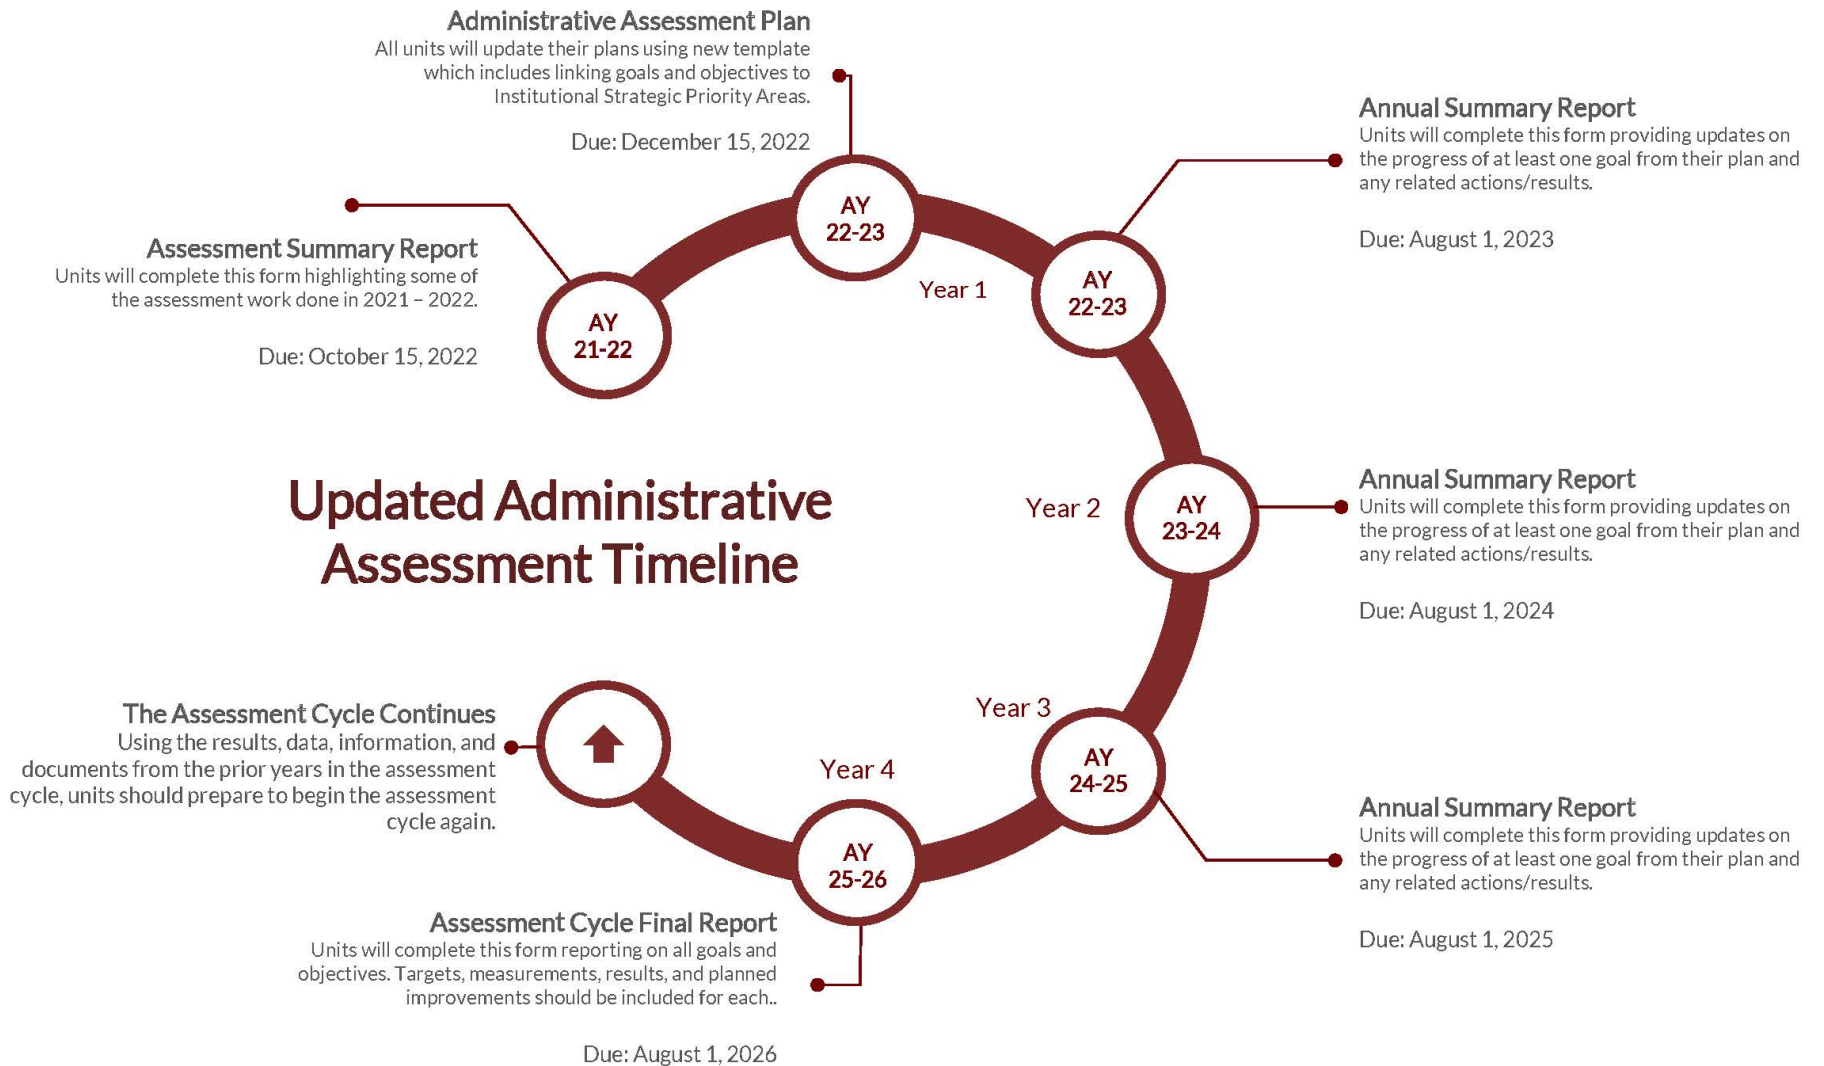 Administrative Assessment Plan
All units will update their plans using new template
which includes linking goals and objectives to
Institutional Strategic Priority Areas.
Due: December 15, 2022
Assessment Summary Report
Units will complete this form highlighting some of
the assessment work done in 2021 – 2022.
Due: October 15, 2022
AY
21-22
AY
22-23
Year 1
AY
22-23
Annual Summary Report
Units will complete this form providing updates on
the progress of at least one goal from their plan and
any related actions/results.
Due: August 1, 2023
Updated Administrative
Assessment Timeline
Year 2
AY
23-24
Annual Summary Report
Units will complete this form providing updates on
the progress of at least one goal from their plan and
any related actions/results.
Due: August 1, 2024
Year 3
AY
24-25
Annual Summary Report
Units will complete this form providing updates on
the progress of at least one goal from their plan and
any related actions/results.
Due: August 1, 2025
Year 4
AY
25-26
Assessment Cycle Final Report
Units will complete this form reporting on all goals and
objectives. Targets, measurements, results, and planned
improvements should be included for each..
Due: August 1, 2026
The Assessment Cycle Continues
Using the results, data, information, and
documents from the prior years in the assessment
cycle, units should prepare to begin the assessment
cycle again.